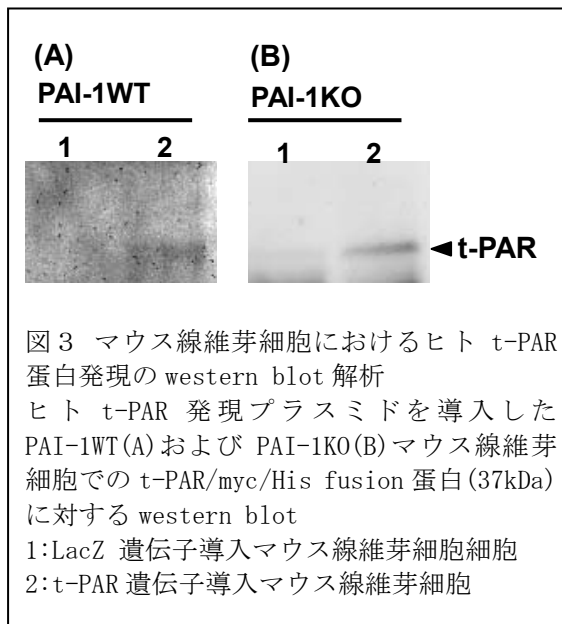 (A) (B)
PAI-1WT PAI-1KO
1 2 1 2
t-PAR
図３ マウス線維芽細胞におけるヒト t-PAR
蛋白発現の western blot 解析
ヒト t-PAR 発現プラスミドを導入した
PAI-1WT(A)および PAI-1KO(B)マウス線維芽
細胞での t-PAR/myc/His fusion 蛋白(37kDa)
に対する western blot
1:LacZ 遺伝子導入マウス線維芽細胞細胞
2:t-PAR 遺伝子導入マウス線維芽細胞